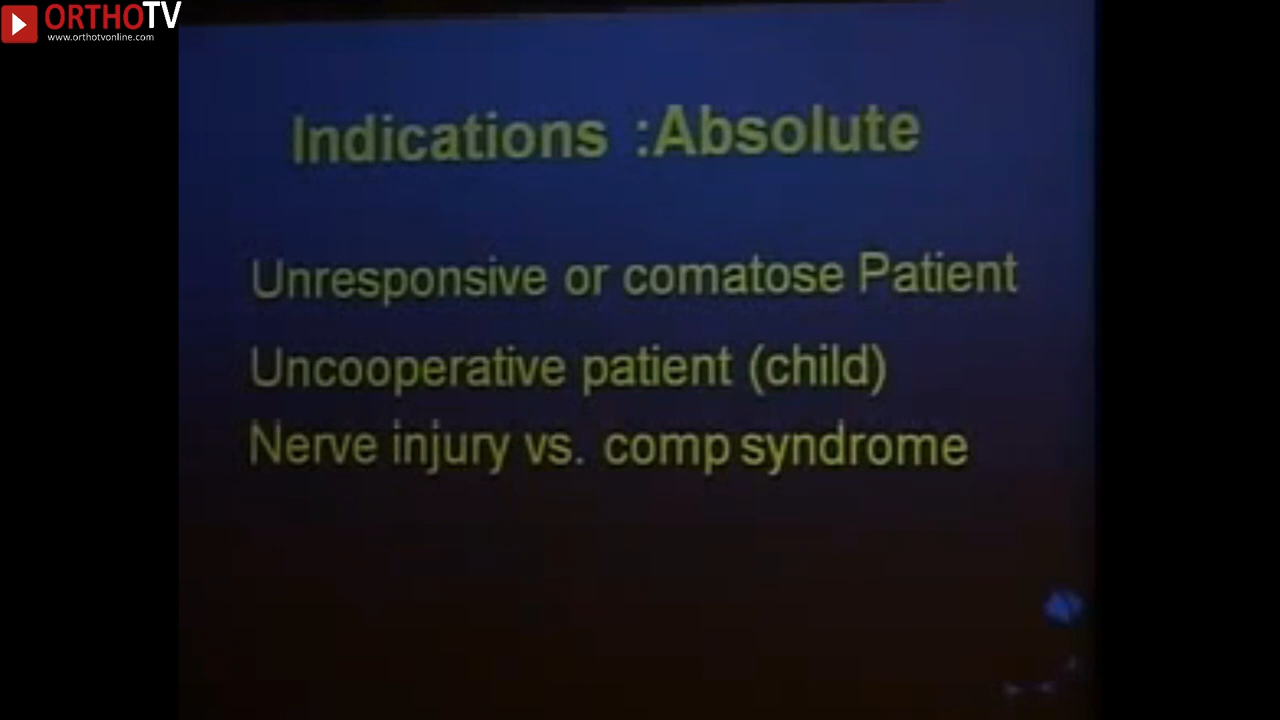 ORTHOTV
www.orthotvonline.com
Indications :Absolute
Unresponsive or comatose Patient
Uncooperative patient (child)
Nerve injury vs. comp syndrome